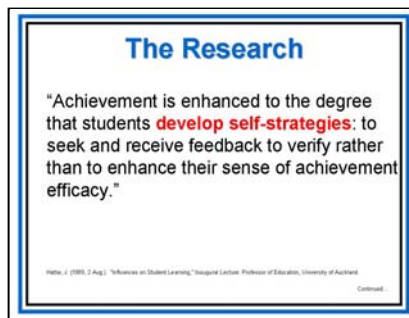 The Research
“Achievement is enhanced to the degree
that students develop self-strategies: to
seek and receive feedback to verify rather
than to enhance their sense of achievement
efficacy.”
Hattie, J. (1999, 2 Aug.). "Influences on Student Learning," Inaugural Lecture. Professor of Education, University of Auckland.
Continued...